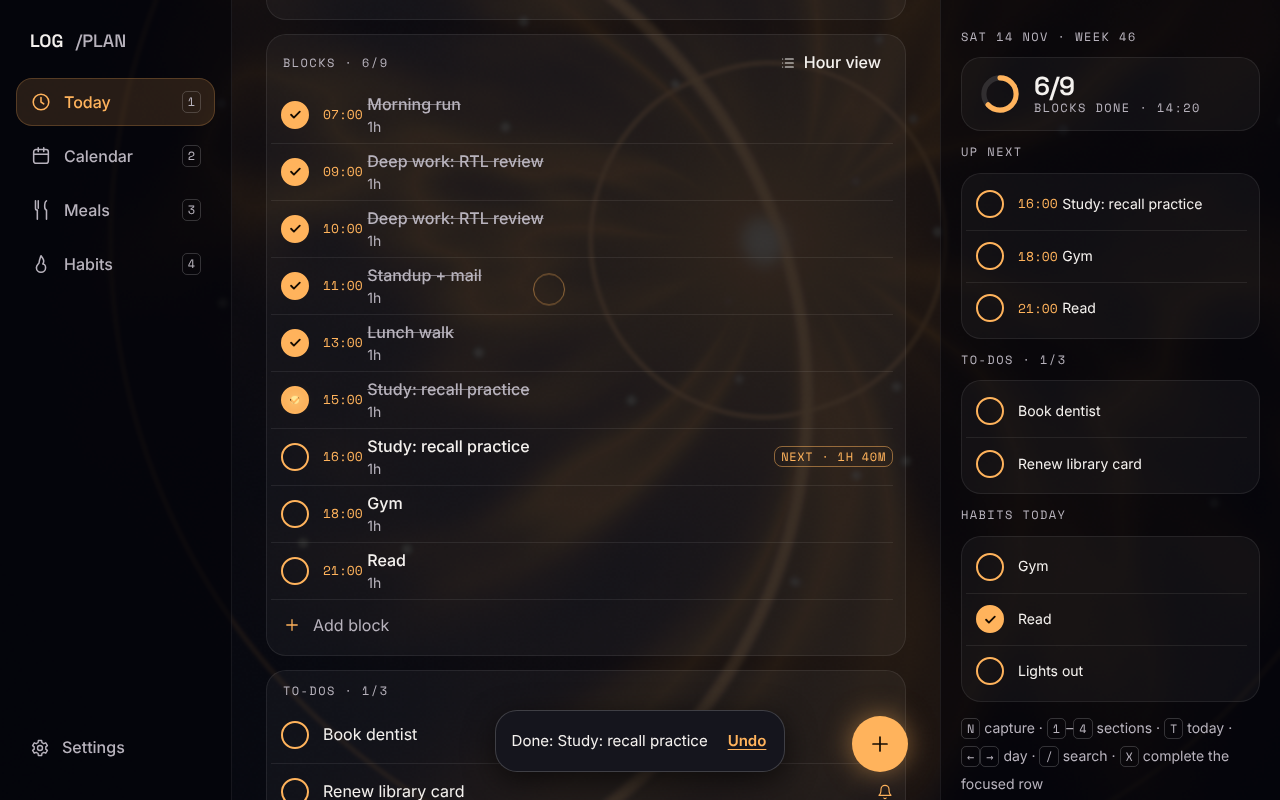 LOG /PLAN
Today 1
Calendar 2
Meals 3
Habits 4
Settings
BLOCKS · 6/9
Hour view
07:00 Morning run
1h
09:00 Deep work: RTL review
1h
10:00 Deep work: RTL review
1h
11:00 Standup + mail
1h
13:00 Lunch walk
1h
15:00 Study: recall practice
1h
16:00 Study: recall practice
1h
NEXT · 1H 40M
18:00 Gym
1h
21:00 Read
1h
+ Add block
TO-DOS · 1/3
Book dentist
Renew library card
Done: Study: recall practice Undo
+
SAT 14 NOV · WEEK 46
6/9
BLOCKS DONE · 14:20
UP NEXT
16:00 Study: recall practice
18:00 Gym
21:00 Read
TO-DOS · 1/3
Book dentist
Renew library card
HABITS TODAY
Gym
Read
Lights out
N capture · 1–4 sections · T today ·
← → day · / search · X complete the
focused row